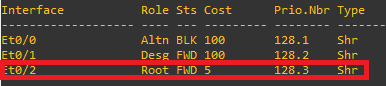 Interface Role Sts Cost Prio.Nbr Type
Et0/0 Altn BLK 100 128.1 Shr
Et0/1 Desg FWD 100 128.2 Shr
Et0/2 Root FWD 5 128.3 Shr